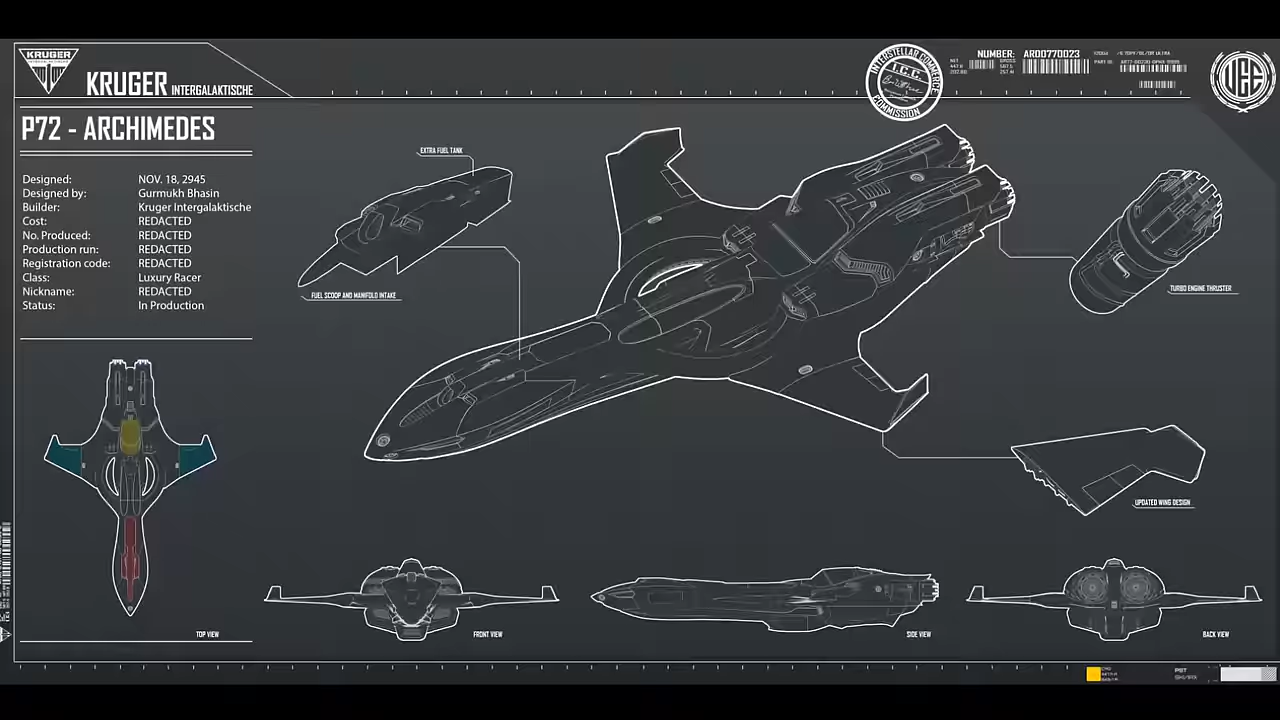 KRUGER
KRUGER INTERGALAKTISCHE
P72 - ARCHIMEDES
Designed: NOV. 18, 2945
Designed by: Gurmukh Bhasin
Builder: Kruger Intergalaktische
Cost: REDACTED
No. Produced: REDACTED
Production run: REDACTED
Registration code: REDACTED
Class: Luxury Racer
Nickname: REDACTED
Status: In Production
INTERSTELLAR COMMERCE
I.C.C.
COMMISSION
NUMBER: AR00770023
UEE
EXTRA FUEL TANK
FUEL SCOOP AND MANIFOLD INTAKE
TURBO ENGINE THRUSTER
UPDATED WING DESIGN
TOP VIEW
FRONT VIEW
SIDE VIEW
BACK VIEW